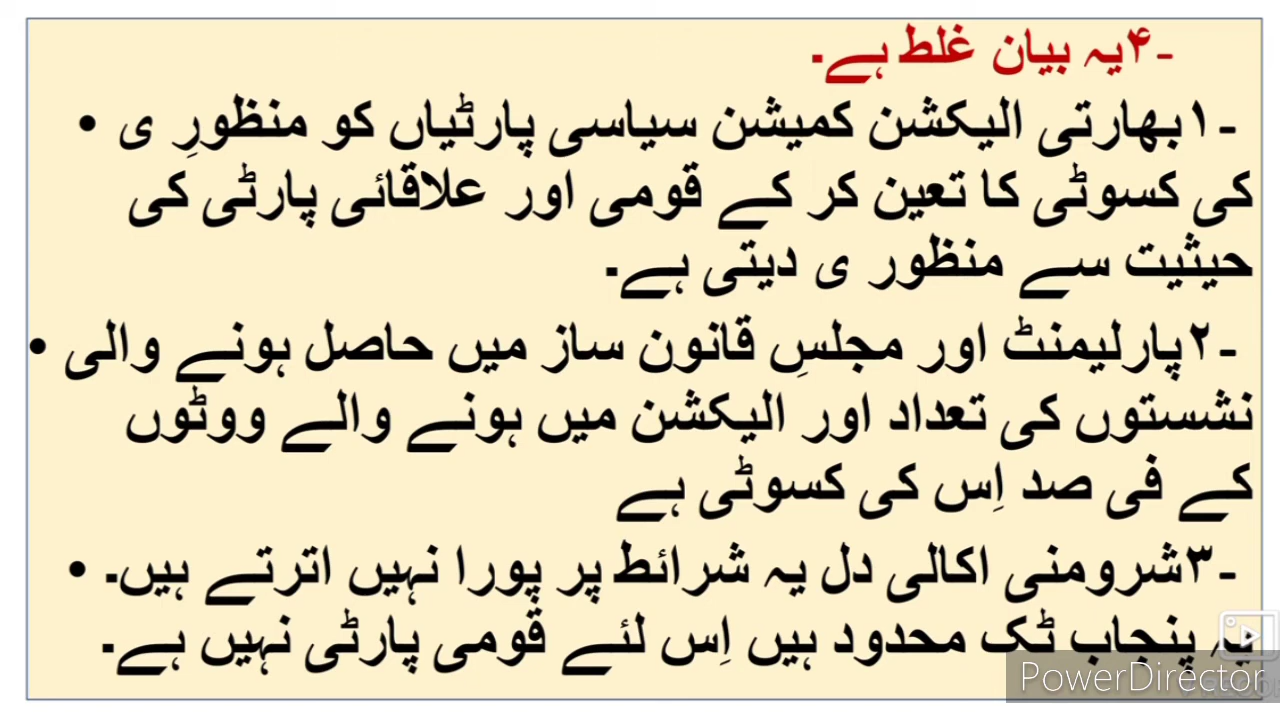 ۴- یہ بیان غلط ہے۔
• ۱- بھارتی الیکشن کمیشن سیاسی پارٹیاں کو منظورِ ی
کی کسوٹی کا تعین کر کے قومی اور علاقائی پارٹی کی
حیثیت سے منظور ی دیتی ہے۔
• ۲- پارلیمنٹ اور مجلسِ قانون ساز میں حاصل ہونے والی
نشستوں کی تعداد اور الیکشن میں ہونے والے ووٹوں
کے فی صد اِس کی کسوٹی ہے
• ۳- شرومنی اکالی دل یہ شرائط پر پورا نہیں اترتے ہیں۔
یہ پنجاب ٹک محدود ہیں اِس لئے قومی پارٹی نہیں ہے۔
PowerDirector